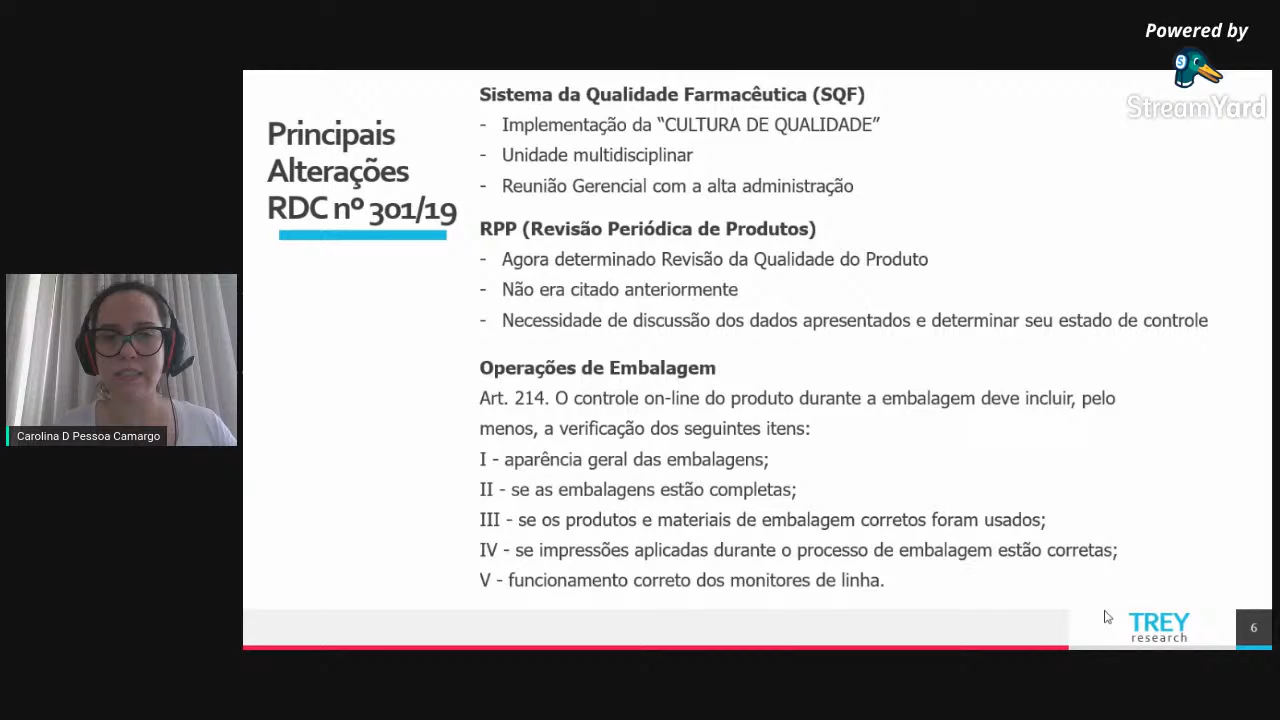 Powered by
StreamYard
Principais
Alterações
RDC nº 301/19
Sistema da Qualidade Farmacêutica (SQF)
- Implementação da “CULTURA DE QUALIDADE”
- Unidade multidisciplinar
- Reunião Gerencial com a alta administração
RPP (Revisão Periódica de Produtos)
- Agora determinado Revisão da Qualidade do Produto
- Não era citado anteriormente
- Necessidade de discussão dos dados apresentados e determinar seu estado de controle
Operações de Embalagem
Art. 214. O controle on-line do produto durante a embalagem deve incluir, pelo
menos, a verificação dos seguintes itens:
I - aparência geral das embalagens;
II - se as embalagens estão completas;
III - se os produtos e materiais de embalagem corretos foram usados;
IV - se impressões aplicadas durante o processo de embalagem estão corretas;
V - funcionamento correto dos monitores de linha.
Carolina D Pessoa Camargo
TREY
research
6